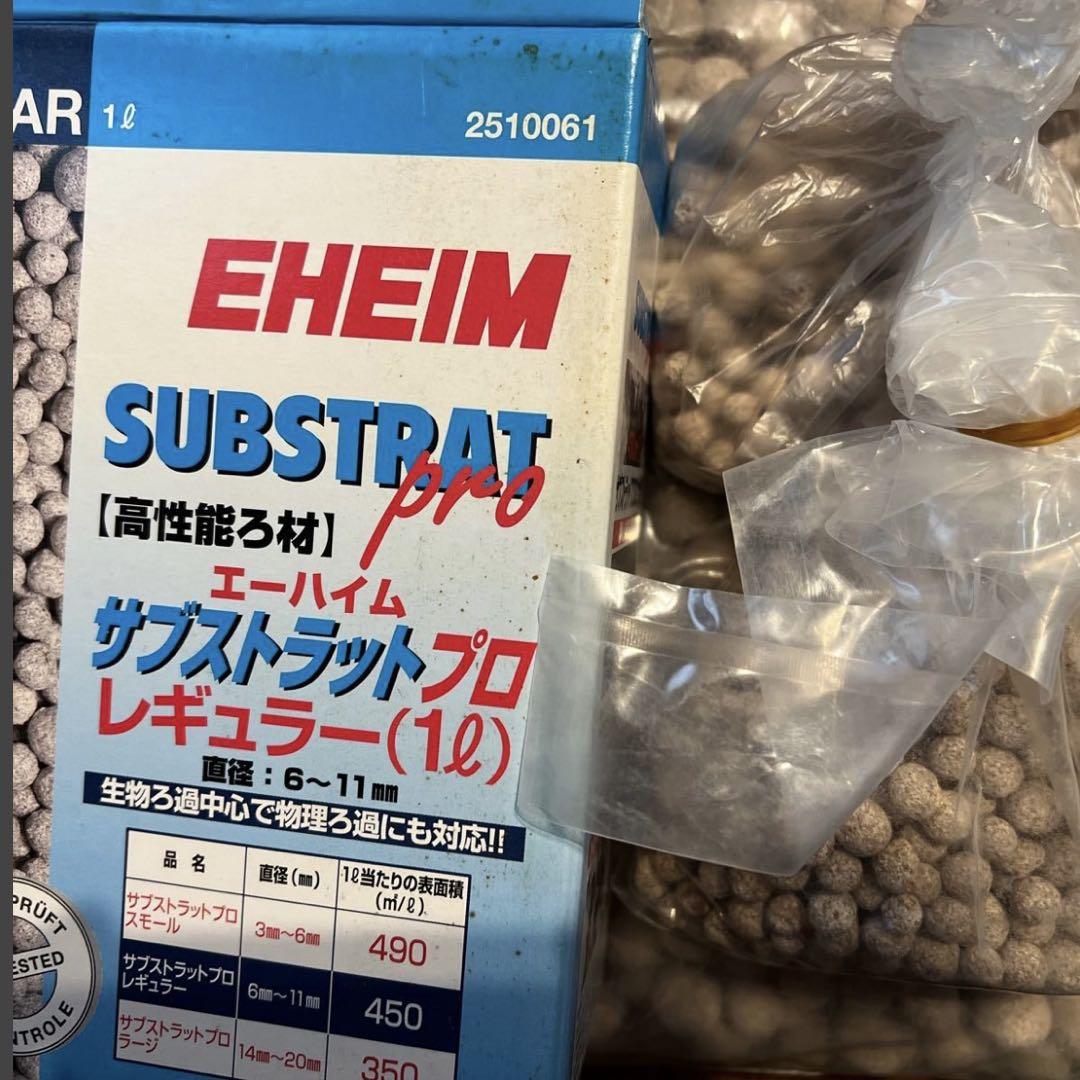 AR 1ℓ 2510061
EHEIM
SUBSTRAT
pro
【高性能ろ材】
エーハイム
サブストラットプロ
レギュラー(1ℓ)
直径：6〜11㎜
生物ろ過中心で物理ろ過にも対応!!
品名 直径(㎜) 1ℓ当たりの表面積(㎡/ℓ)
サブストラットプロ スモール 3㎜〜6㎜ 490
サブストラットプロ レギュラー 6㎜〜11㎜ 450
サブストラットプロ ラージ 14㎜〜20㎜ 350
PRÜFT
ESTED
NTROLE